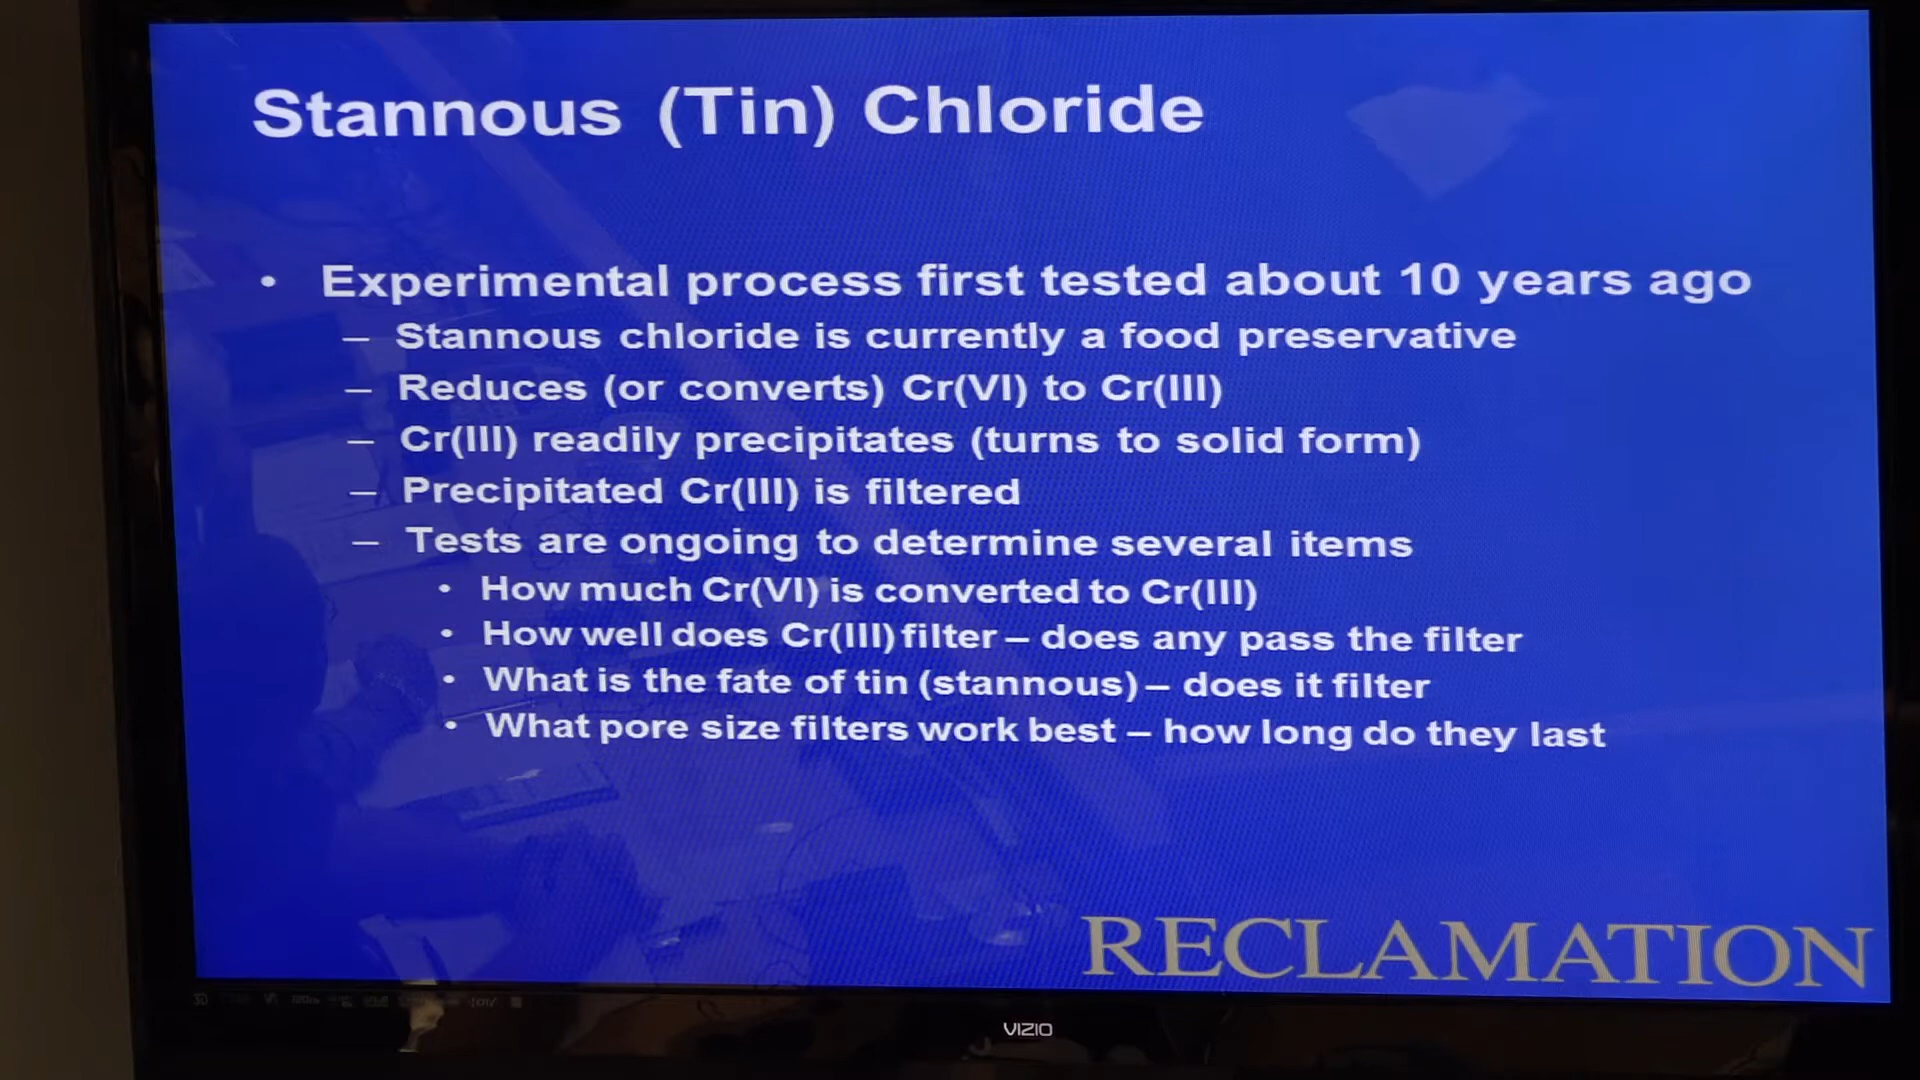 Stannous (Tin) Chloride
• Experimental process first tested about 10 years ago
– Stannous chloride is currently a food preservative
– Reduces (or converts) Cr(VI) to Cr(III)
– Cr(III) readily precipitates (turns to solid form)
– Precipitated Cr(III) is filtered
– Tests are ongoing to determine several items
• How much Cr(VI) is converted to Cr(III)
• How well does Cr(III) filter – does any pass the filter
• What is the fate of tin (stannous) – does it filter
• What pore size filters work best – how long do they last
RECLAMATION
VIZIO